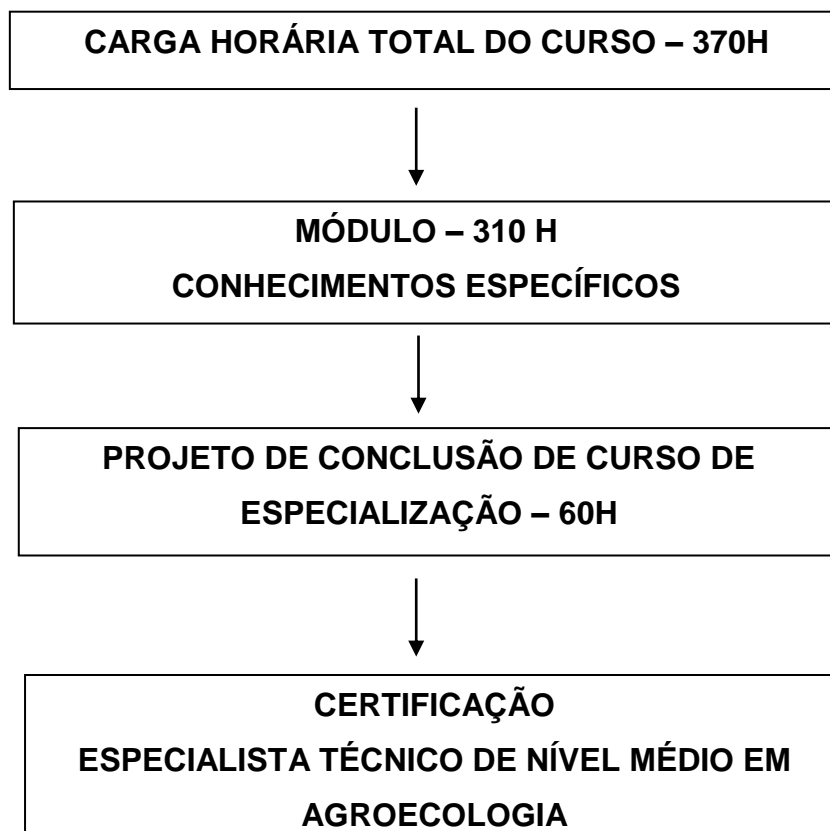 CARGA HORÁRIA TOTAL DO CURSO – 370H
MÓDULO – 310 H
CONHECIMENTOS ESPECÍFICOS
PROJETO DE CONCLUSÃO DE CURSO DE
ESPECIALIZAÇÃO – 60H
CERTIFICAÇÃO
ESPECIALISTA TÉCNICO DE NÍVEL MÉDIO EM
AGROECOLOGIA